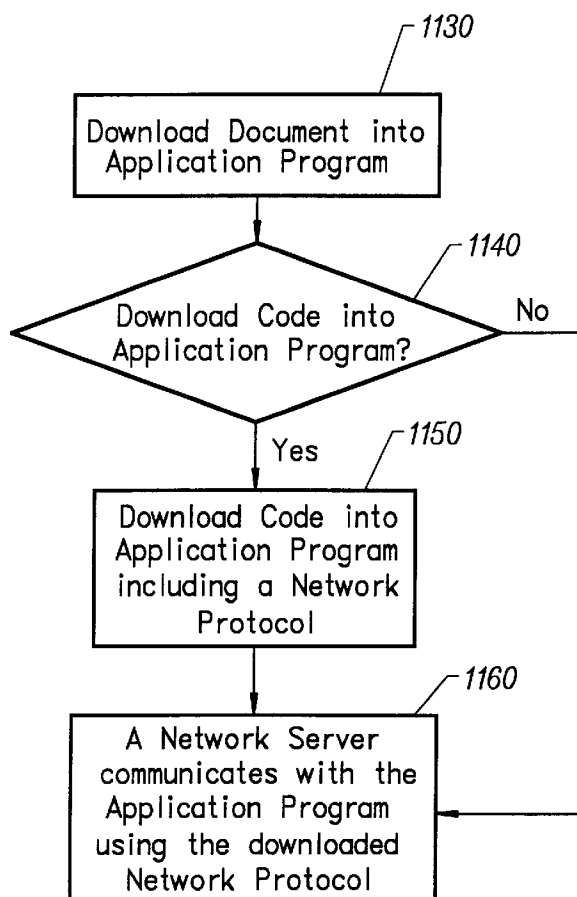 1130
Download Document into
Application Program
1140
Download Code into
Application Program?
No
Yes
1150
Download Code into
Application Program
including a Network
Protocol
1160
A Network Server
communicates with the
Application Program
using the downloaded
Network Protocol